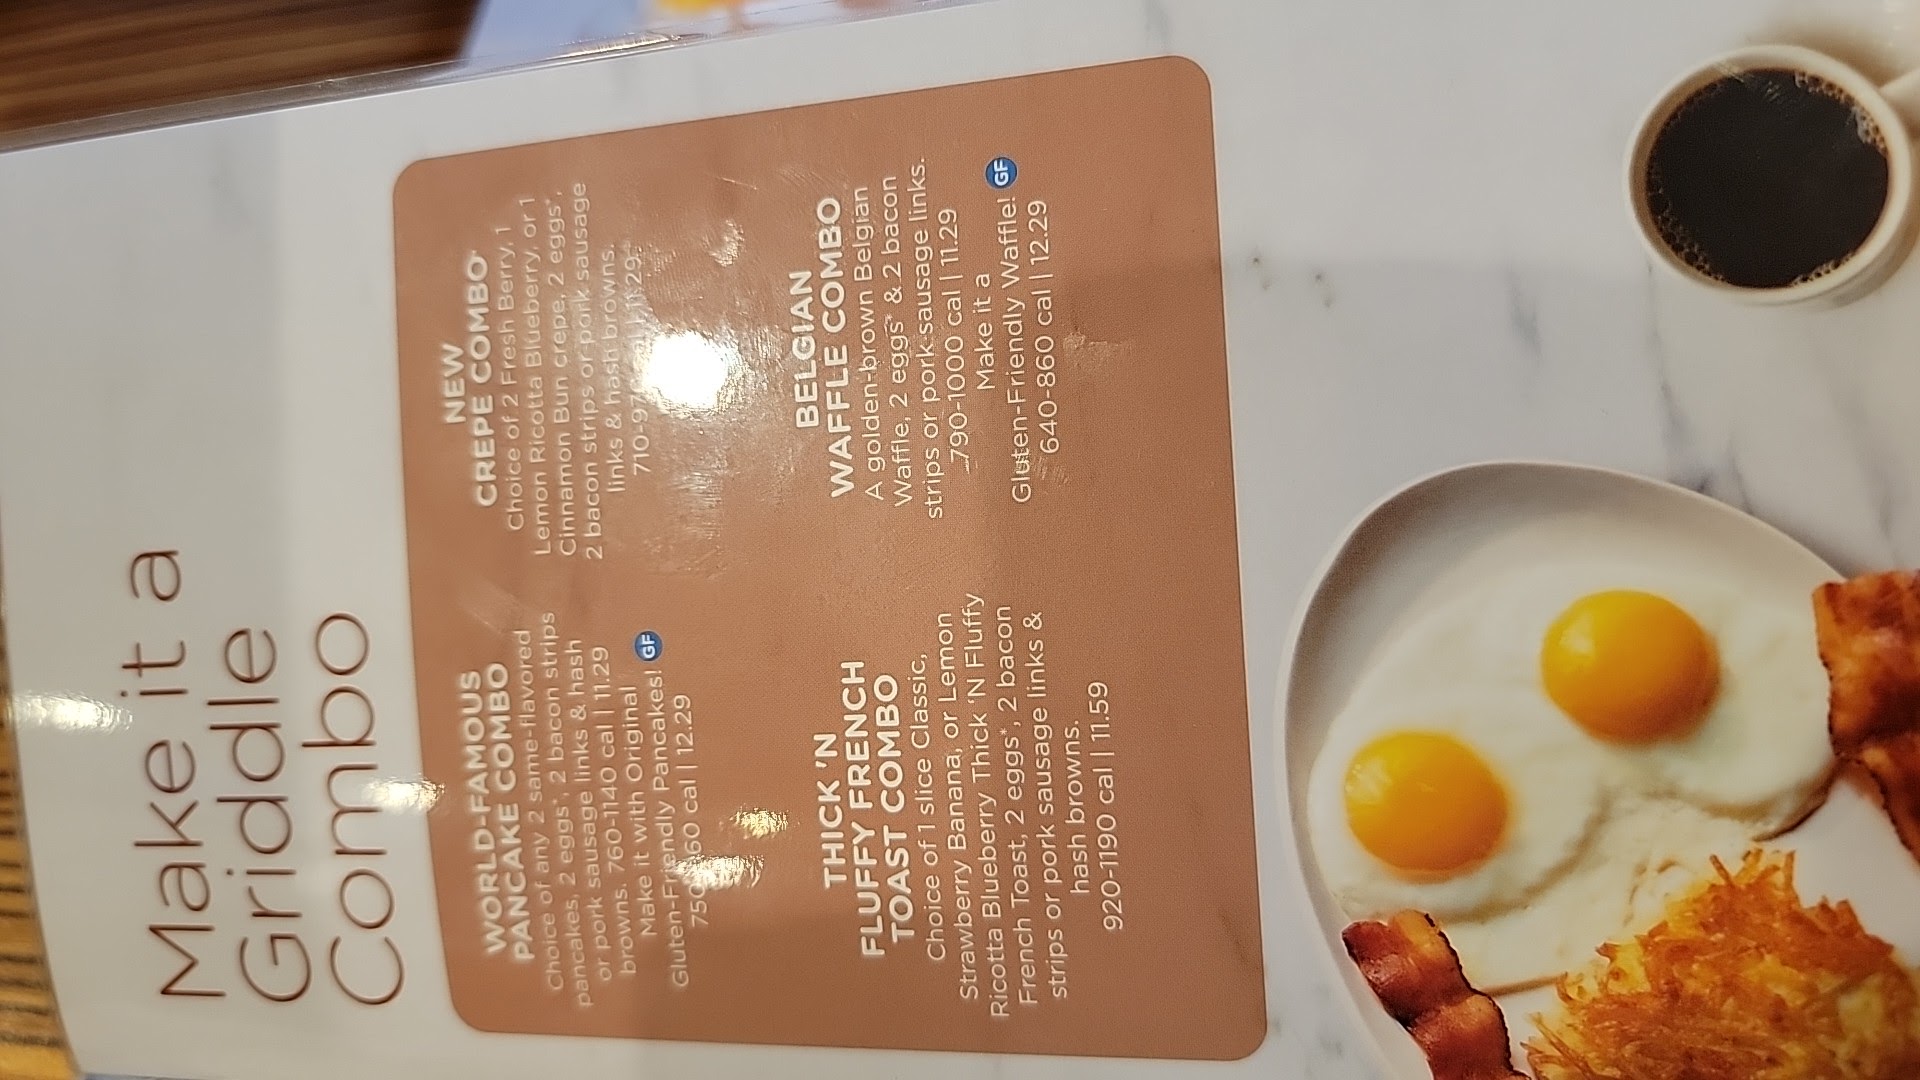 Make it a
Griddle
Combo
WORLD-FAMOUS
PANCAKE COMBO
Choice of any 2 same-flavored
pancakes, 2 eggs*, 2 bacon strips
or pork sausage links & hash
browns. 760-1140 cal | 11.29
Make it with Original
Gluten-Friendly Pancakes! GF
cal | 12.29
NEW
CREPE COMBO
Choice of 2 Fresh Berry, 1
Lemon Ricotta Blueberry, or 1
Cinnamon Bun crepe, 2 eggs*,
2 bacon strips or pork sausage
links & hash browns.
11.29
THICK 'N
FLUFFY FRENCH
TOAST COMBO
Choice of 1 slice Classic,
Strawberry Banana, or Lemon
Ricotta Blueberry Thick 'N Fluffy
French Toast, 2 eggs*, 2 bacon
strips or pork sausage links &
hash browns.
920-1190 cal | 11.59
BELGIAN
WAFFLE COMBO
A golden-brown Belgian
Waffle, 2 eggs* & 2 bacon
strips or pork sausage links.
790-1000 cal | 11.29
Make it a
Gluten-Friendly Waffle! GF
640-860 cal | 12.29